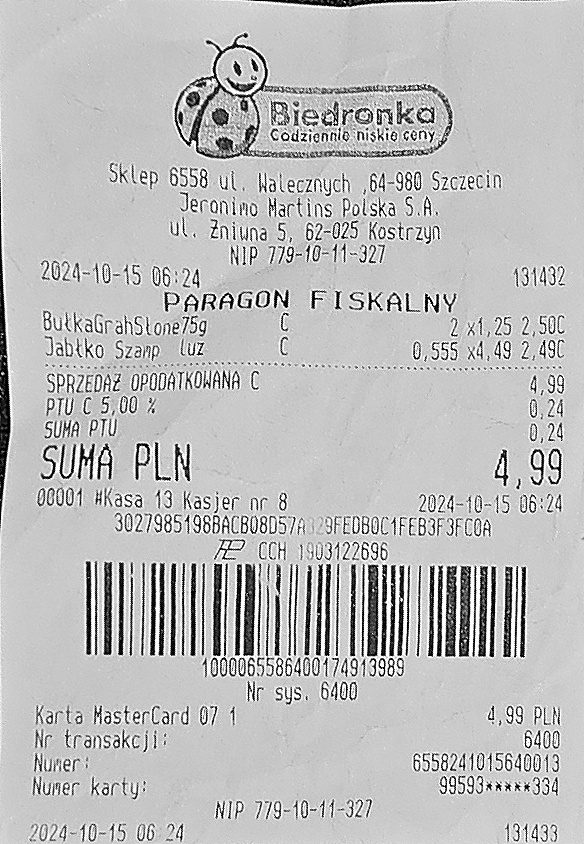 Biedronka
Codziennie niskie ceny
Sklep 6558 ul. Walecznych ,64-980 Szczecin
Jeronimo Martins Polska S.A.
ul. Żniwna 5, 62-025 Kostrzyn
NIP 779-10-11-327
2024-10-15 06:24 131432
PARAGON FISKALNY
BułkaGrahSłone75g C 2 x1,25 2,50C
Jabłko Szamp luz C 0,555 x4,49 2,49C
SPRZEDAŻ OPODATKOWANA C 4,99
PTU C 5,00 % 0,24
SUMA PTU 0,24
SUMA PLN 4,99
00001 #Kasa 13 Kasjer nr 8 2024-10-15 06:24
3027985198BACB08D57A329FEDB0C1FEB3F3FC0A
CCH 1903122696
1000065586400174913989
Nr sys. 6400
Karta MasterCard 07 1 4,99 PLN
Nr transakcji: 6400
Numer: 6558241015640013
Numer karty: 99593*****334
NIP 779-10-11-327
2024-10-15 06 24 131433